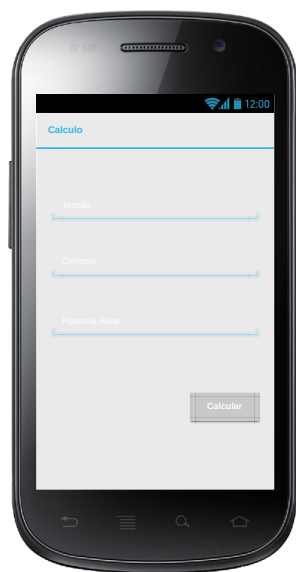 12:00
Calculo
Tensão
Corrente
Potencia Ativa
Calcular